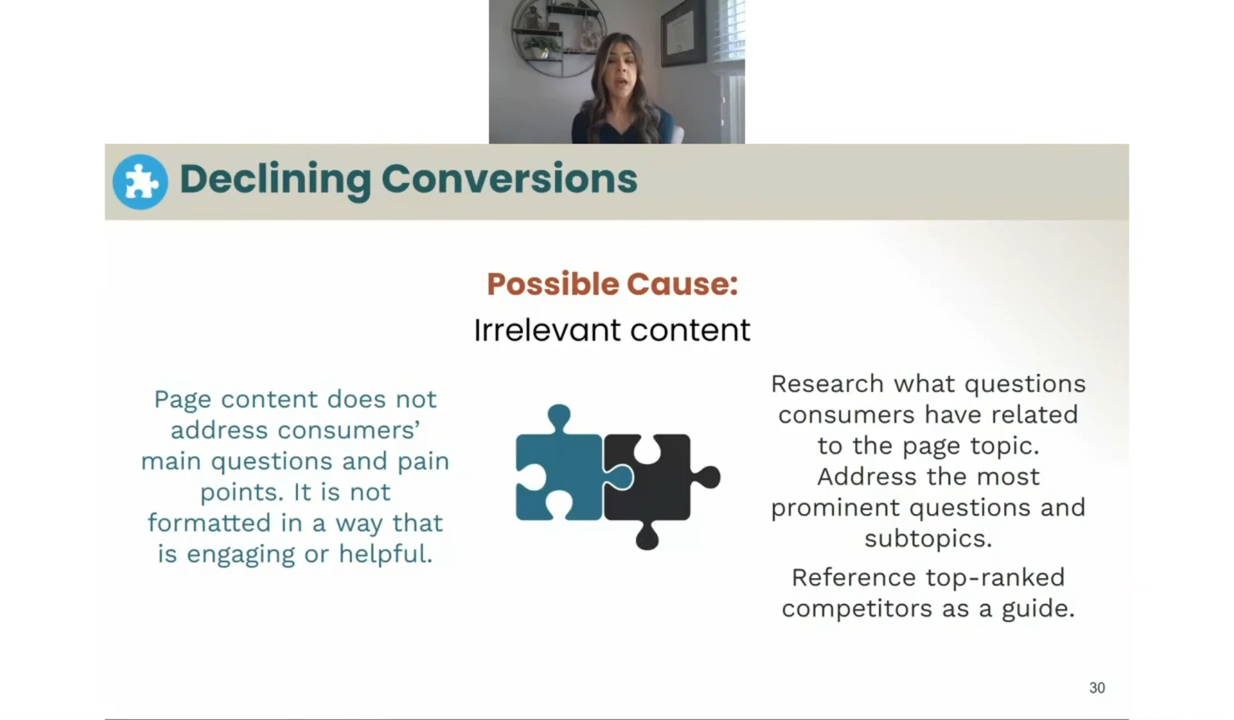 Declining Conversions
Possible Cause:
Irrelevant content
Page content does not
address consumers’
main questions and pain
points. It is not
formatted in a way that
is engaging or helpful.
Research what questions
consumers have related
to the page topic.
Address the most
prominent questions and
subtopics.
Reference top-ranked
competitors as a guide.
30